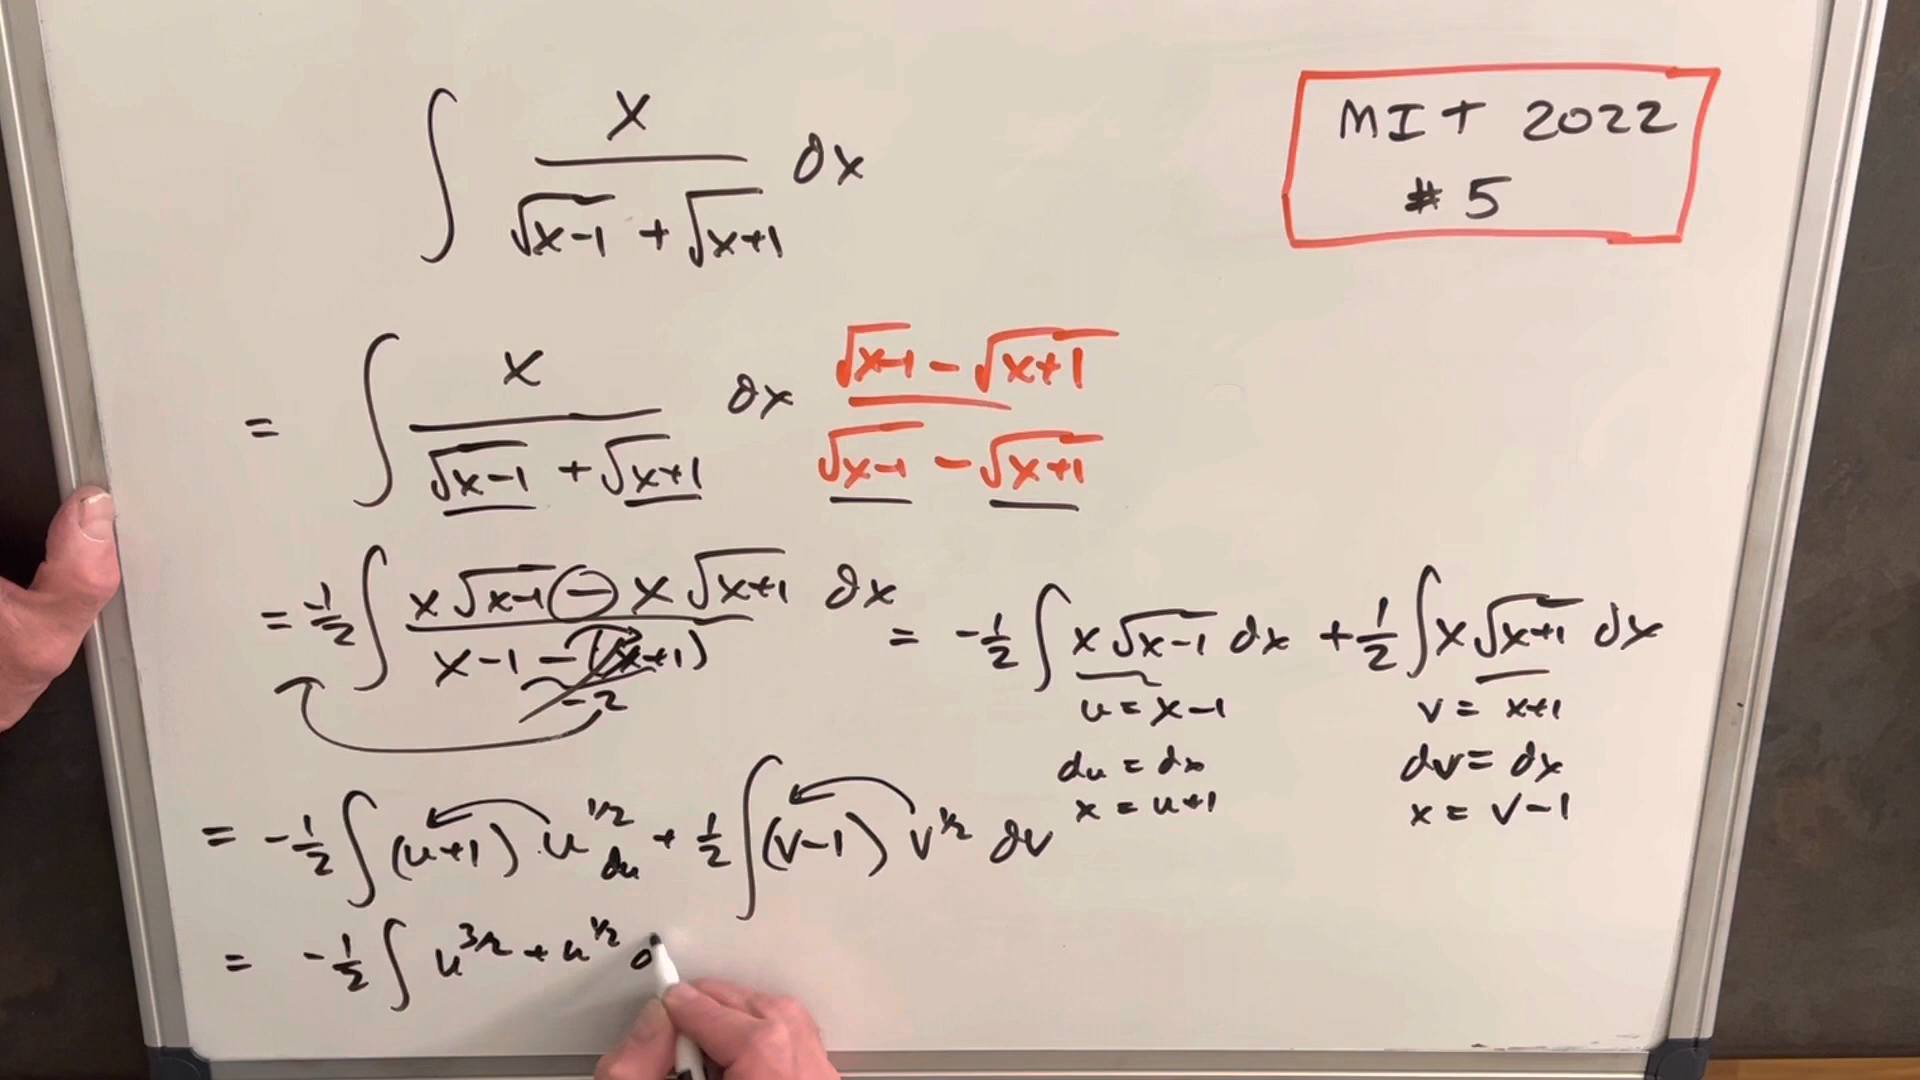 ∫ x / (√(x-1) + √(x+1)) dx
MIT 2022
#5
= ∫ x / (√(x-1) + √(x+1)) dx (√(x-1) - √(x+1)) / (√(x-1) - √(x+1))
= -1/2 ∫ (x√(x-1) - x√(x+1)) / (x-1-(x+1)) dx = -1/2 ∫ x√(x-1) dx + 1/2 ∫ x√(x+1) dx
-2
u = x-1
du = dx
x = u+1
v = x+1
dv = dx
x = v-1
= -1/2 ∫ (u+1) · u^1/2 du + 1/2 ∫ (v-1) v^1/2 dv
= -1/2 ∫ u^3/2 + u^1/2